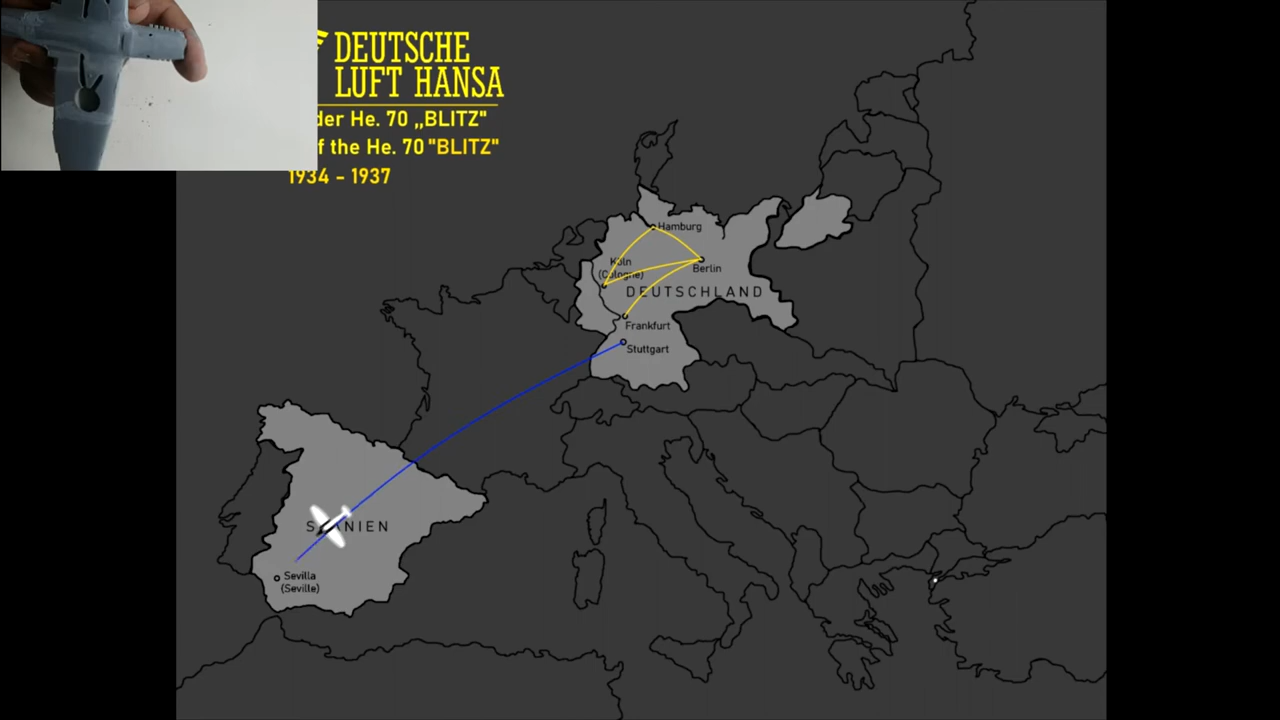 DEUTSCHE
LUFT HANSA
der He. 70 „BLITZ"
f the He. 70 "BLITZ"
1934 - 1937
Hamburg
Köln
(Cologne)
Berlin
DEUTSCHLAND
Frankfurt
Stuttgart
Sevilla
(Seville)